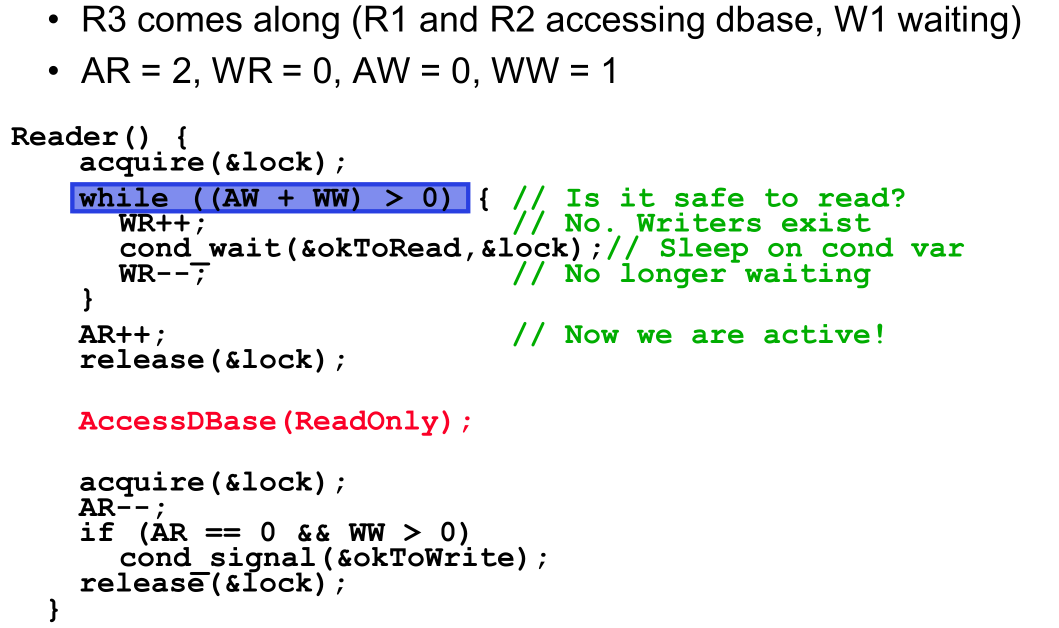 • R3 comes along (R1 and R2 accessing dbase, W1 waiting)
• AR = 2, WR = 0, AW = 0, WW = 1
Reader() {
acquire(&lock);
while ((AW + WW) > 0) { // Is it safe to read?
WR++; // No. Writers exist
cond_wait(&okToRead,&lock);// Sleep on cond var
WR--; // No longer waiting
}
AR++; // Now we are active!
release(&lock);
AccessDBase(ReadOnly);
acquire(&lock);
AR--;
if (AR == 0 && WW > 0)
cond_signal(&okToWrite);
release(&lock);
}